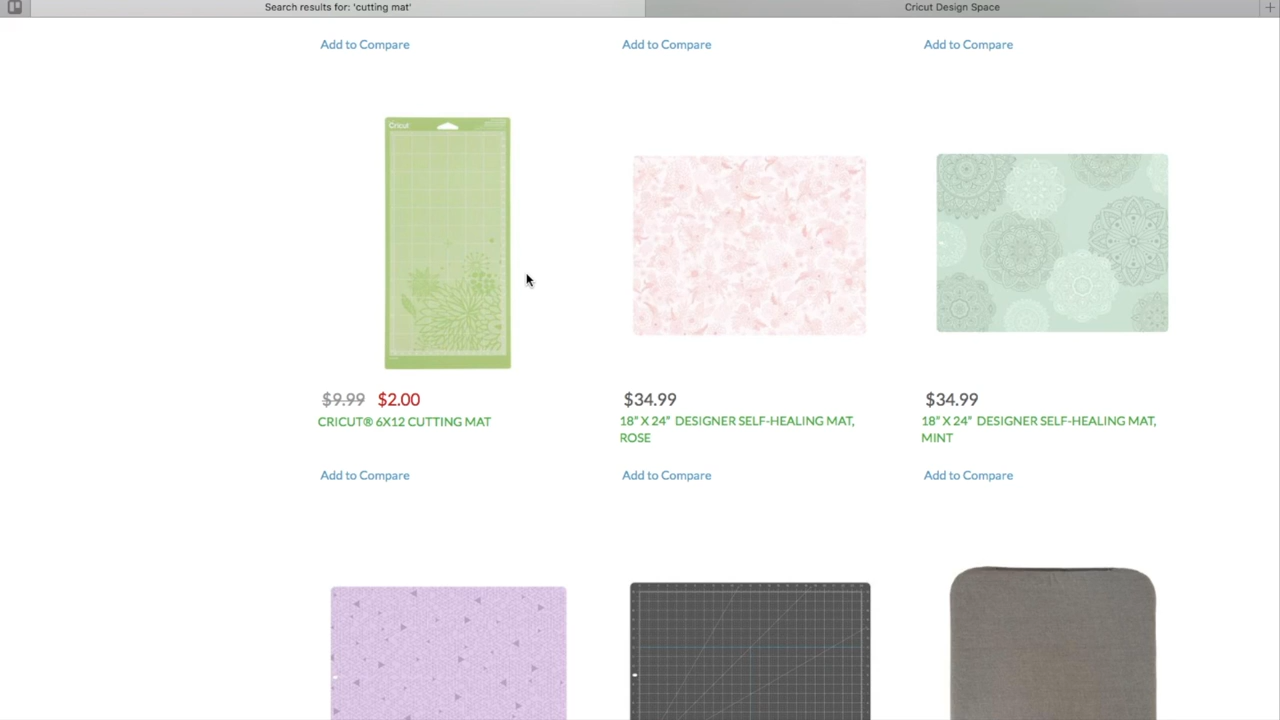 Search results for: 'cutting mat'
Cricut Design Space
Add to Compare
Add to Compare
Add to Compare
Cricut
$9.99 $2.00
CRICUT® 6X12 CUTTING MAT
$34.99
18” X 24” DESIGNER SELF-HEALING MAT,
ROSE
$34.99
18” X 24” DESIGNER SELF-HEALING MAT,
MINT
Add to Compare
Add to Compare
Add to Compare